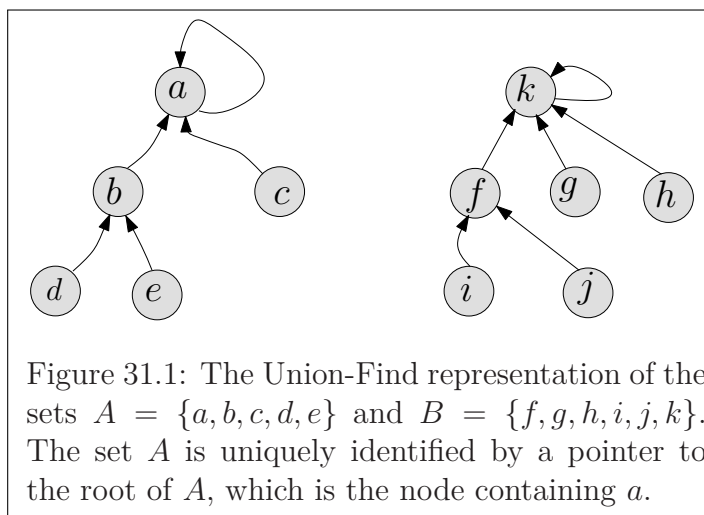 a k
b c f g h
d e i j
Figure 31.1: The Union-Find representation of the
sets A = {a, b, c, d, e} and B = {f, g, h, i, j, k}.
The set A is uniquely identified by a pointer to
the root of A, which is the node containing a.